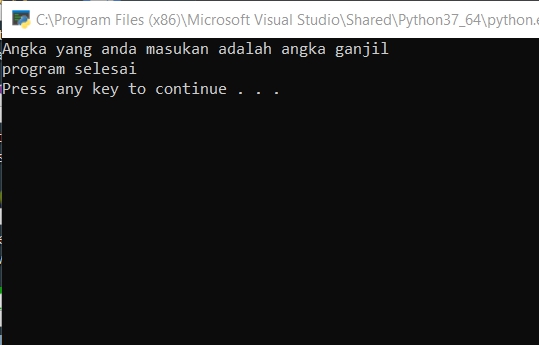 C:\Program Files (x86)\Microsoft Visual Studio\Shared\Python37_64\python.e
Angka yang anda masukan adalah angka ganjil
program selesai
Press any key to continue . . .